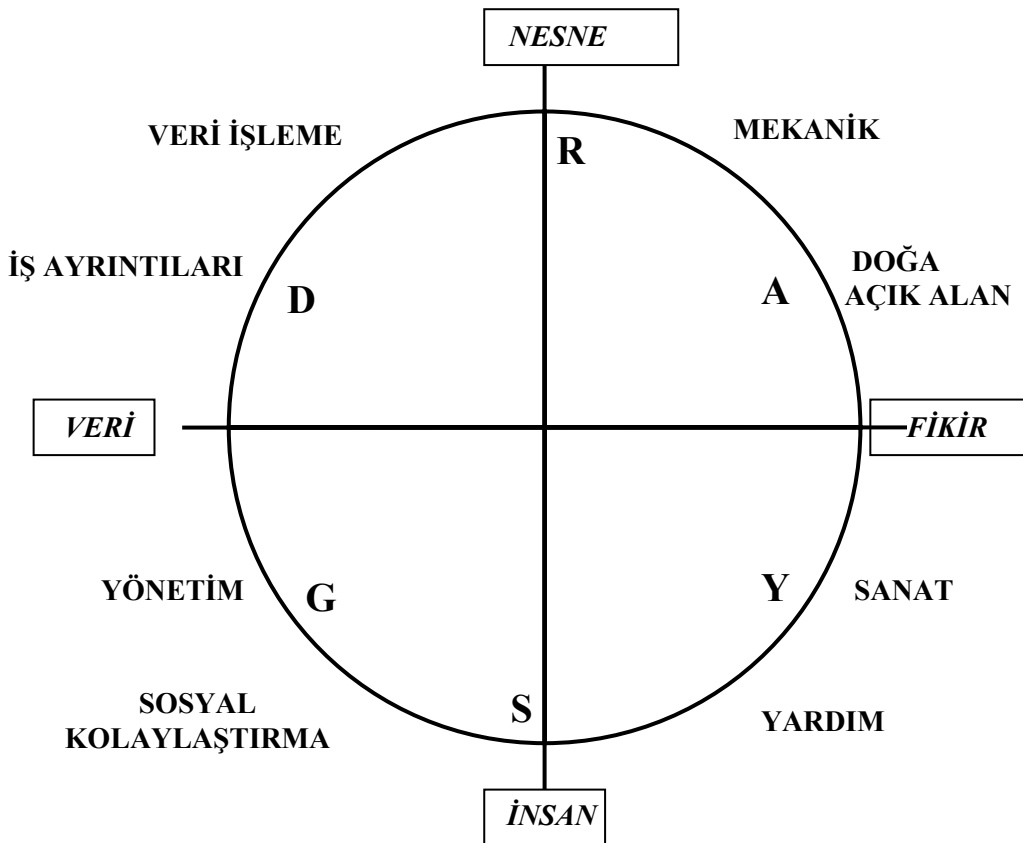 NESNE
VERİ İŞLEME
MEKANİK
R
İŞ AYRINTILARI
DOĞA
AÇIK ALAN
D
A
VERİ
FİKİR
YÖNETİM
G
Y
SANAT
SOSYAL
KOLAYLAŞTIRMA
S
YARDIM
İNSAN